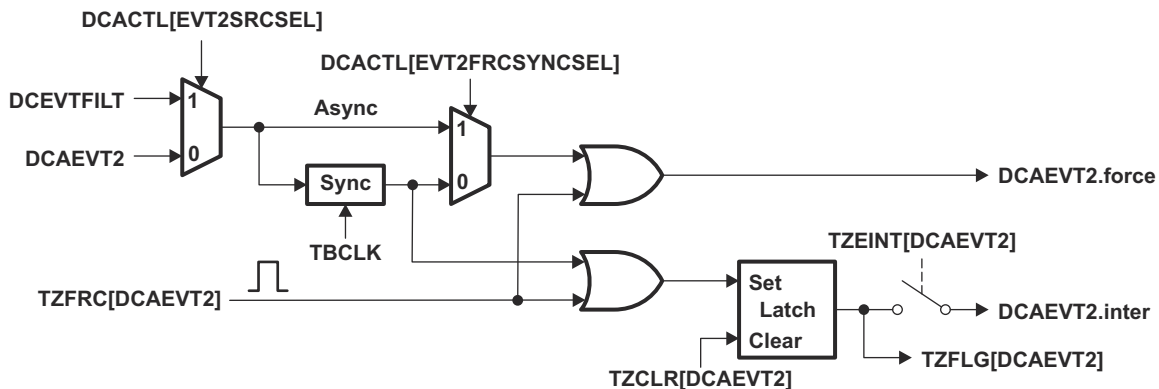 DCACTL[EVT2SRCSEL]
DCACTL[EVT2FRCSYNCSEL]
DCEVTFILT
1
Async
1
DCAEVT2
0
Sync
0
DCAEVT2.force
TBCLK
TZEINT[DCAEVT2]
TZFRC[DCAEVT2]
Set
Latch
DCAEVT2.inter
Clear
TZFLG[DCAEVT2]
TZCLR[DCAEVT2]